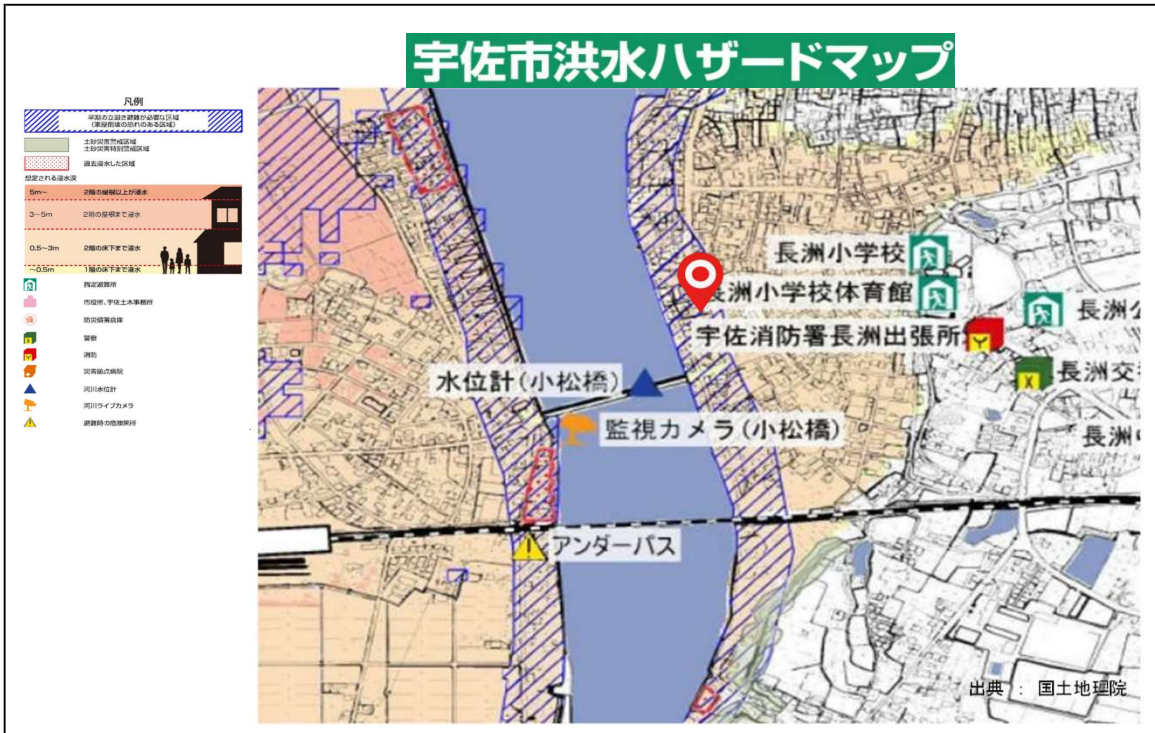 宇佐市洪水ハザードマップ
凡例
早期の立退き避難が必要な区域
(家屋倒壊の恐れのある区域)
土砂災害警戒区域
土砂災害特別警戒区域
過去浸水した区域
想定される浸水深
5m～ 2階の屋根以上が浸水
3～5m 2階の屋根まで浸水
0.5～3m 2階の床下まで浸水
～0.5m 1階の床下まで浸水
指定避難所
市役所、宇佐土木事務所
防災備蓄倉庫
警察
消防
災害拠点病院
河川水位計
河川ライブカメラ
避難時の危険箇所
長洲小学校
長洲小学校体育館
長洲公
宇佐消防署長洲出張所
長洲交
水位計(小松橋)
監視カメラ(小松橋)
アンダーパス
出典 : 国土地理院